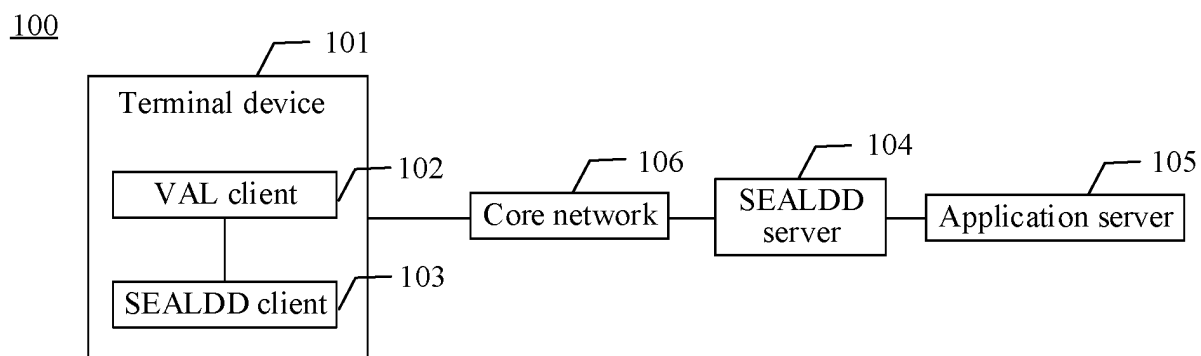 100
101
Terminal device
102
VAL client
103
SEALDD client
106
Core network
104
SEALDD
server
105
Application server